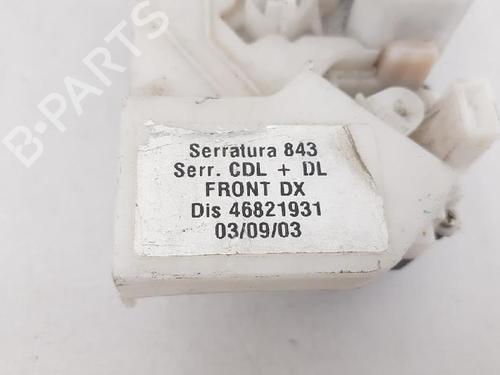 B-PARTS
Serratura 843
Serr. CDL + DL
FRONT DX
Dis 46821931
03/09/03